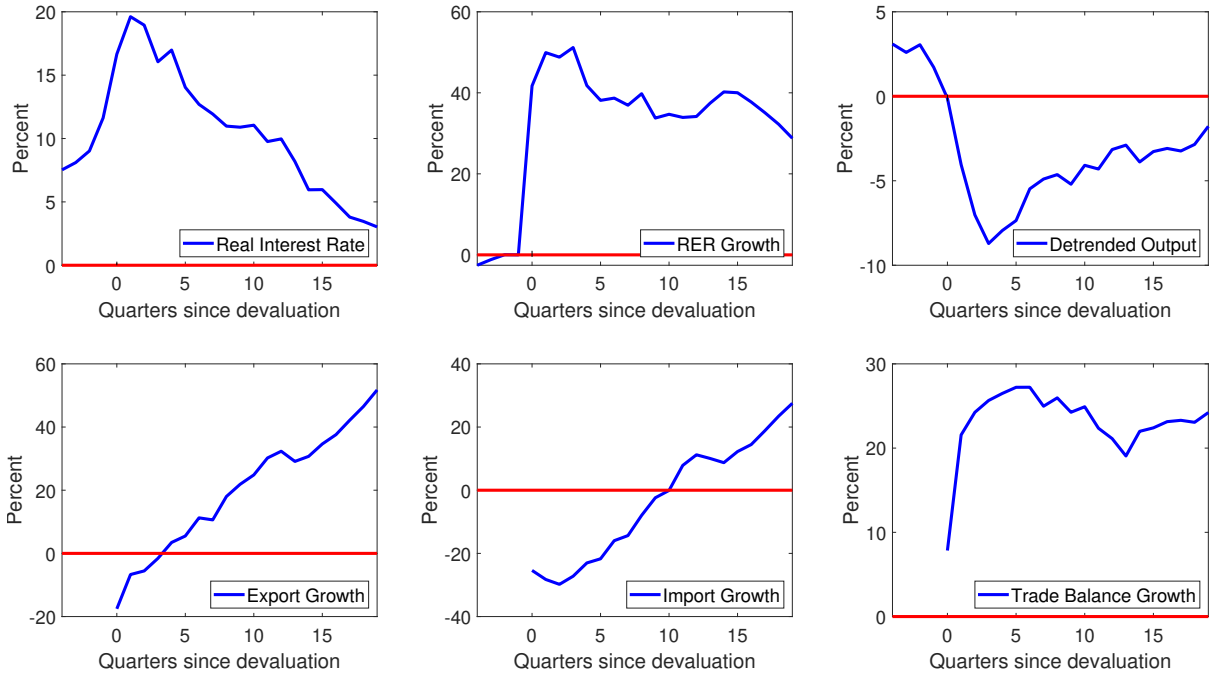 20
15
10
5
0
Percent
0 5 10 15
Quarters since devaluation
Real Interest Rate
60
40
20
0
Percent
0 5 10 15
Quarters since devaluation
RER Growth
5
0
-5
-10
Percent
0 5 10 15
Quarters since devaluation
Detrended Output
60
40
20
0
-20
Percent
0 5 10 15
Quarters since devaluation
Export Growth
40
20
0
-20
-40
Percent
0 5 10 15
Quarters since devaluation
Import Growth
30
20
10
0
Percent
0 5 10 15
Quarters since devaluation
Trade Balance Growth